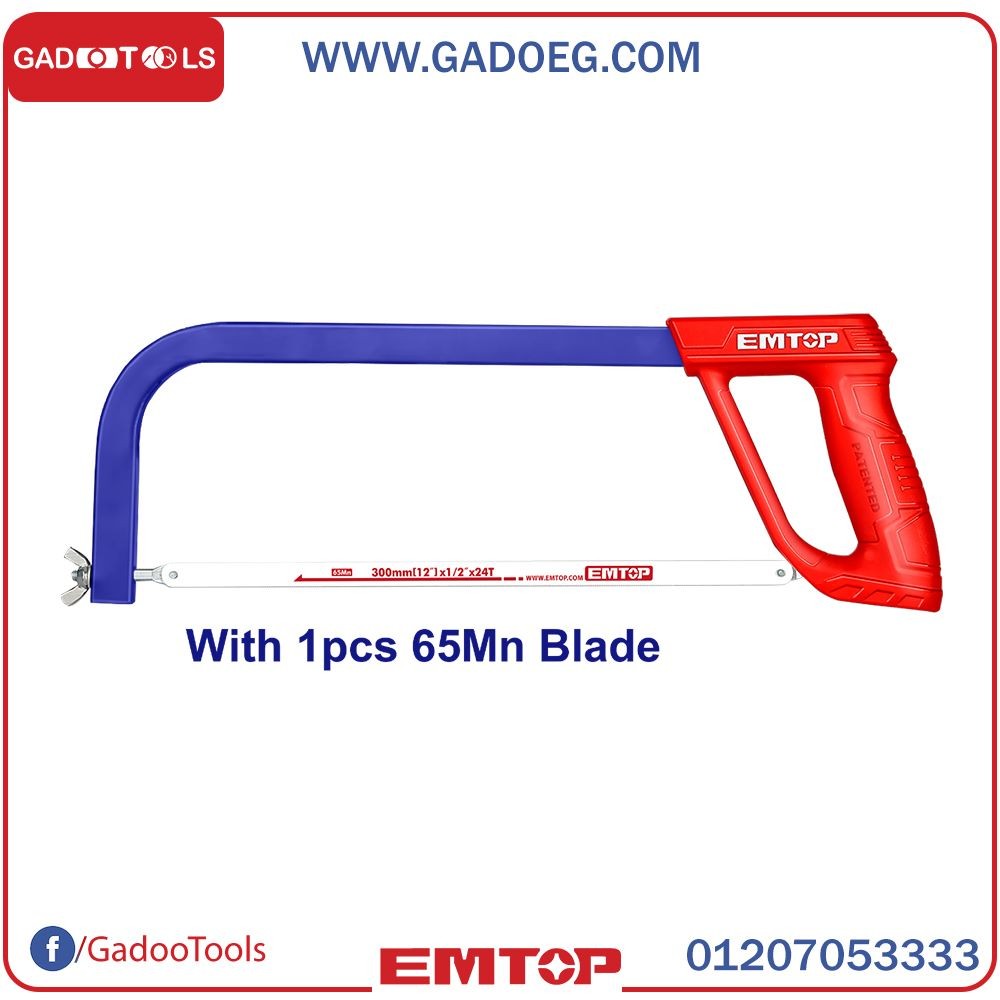 GADOOTOOLS
WWW.GADOEG.COM
EMTOP
PATENTED
65Mn 300mm(12")x1/2"x24T WWW.EMTOP.COM EMTOP
With 1pcs 65Mn Blade
f/GadooTools
EMTOP
01207053333